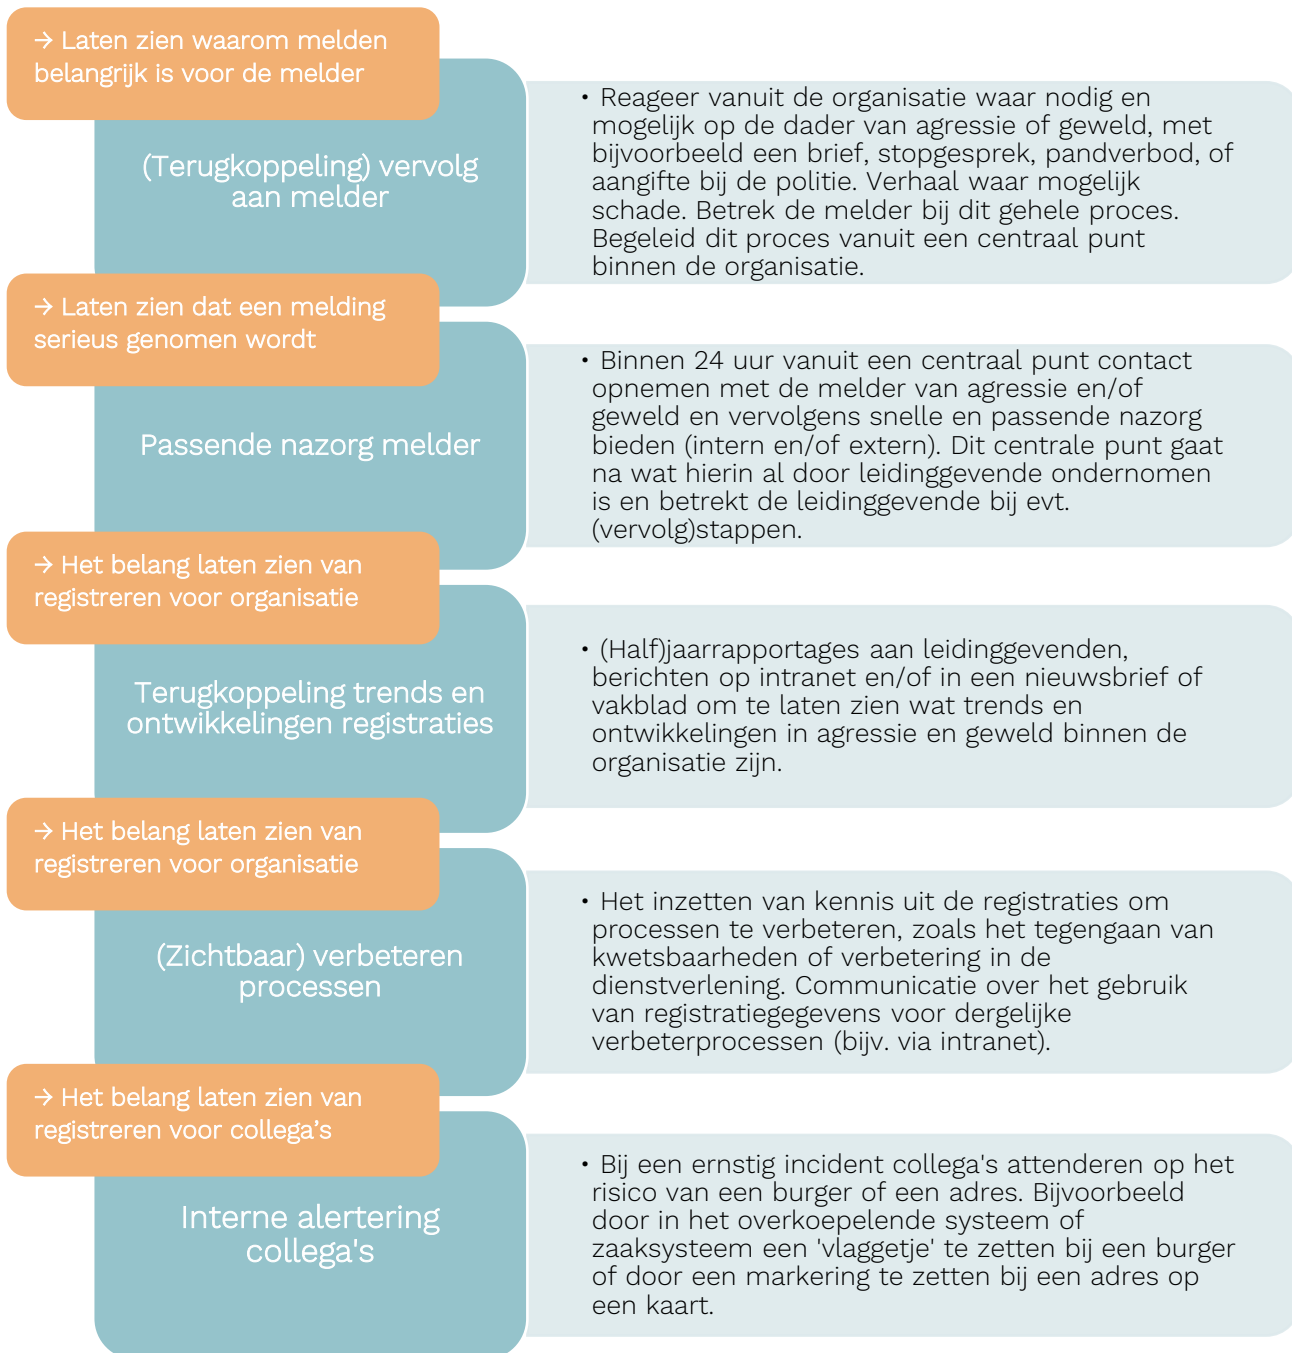 → Laten zien waarom melden
belangrijk is voor de melder
(Terugkoppeling) vervolg
aan melder
• Reageer vanuit de organisatie waar nodig en
mogelijk op de dader van agressie of geweld, met
bijvoorbeeld een brief, stopgesprek, pandverbod, of
aangifte bij de politie. Verhaal waar mogelijk
schade. Betrek de melder bij dit gehele proces.
Begeleid dit proces vanuit een centraal punt
binnen de organisatie.
→ Laten zien dat een melding
serieus genomen wordt
Passende nazorg melder
• Binnen 24 uur vanuit een centraal punt contact
opnemen met de melder van agressie en/of
geweld en vervolgens snelle en passende nazorg
bieden (intern en/of extern). Dit centrale punt gaat
na wat hierin al door leidinggevende ondernomen
is en betrekt de leidinggevende bij evt.
(vervolg)stappen.
→ Het belang laten zien van
registreren voor organisatie
Terugkoppeling trends en
ontwikkelingen registraties
• (Half)jaarrapportages aan leidinggevenden,
berichten op intranet en/of in een nieuwsbrief of
vakblad om te laten zien wat trends en
ontwikkelingen in agressie en geweld binnen de
organisatie zijn.
→ Het belang laten zien van
registreren voor organisatie
(Zichtbaar) verbeteren
processen
• Het inzetten van kennis uit de registraties om
processen te verbeteren, zoals het tegengaan van
kwetsbaarheden of verbetering in de
dienstverlening. Communicatie over het gebruik
van registratiegegevens voor dergelijke
verbeterprocessen (bijv. via intranet).
→ Het belang laten zien van
registreren voor collega's
Interne alertering
collega's
• Bij een ernstig incident collega's attenderen op het
risico van een burger of een adres. Bijvoorbeeld
door in het overkoepelende systeem of
zaaksysteem een 'vlaggetje' te zetten bij een burger
of door een markering te zetten bij een adres op
een kaart.